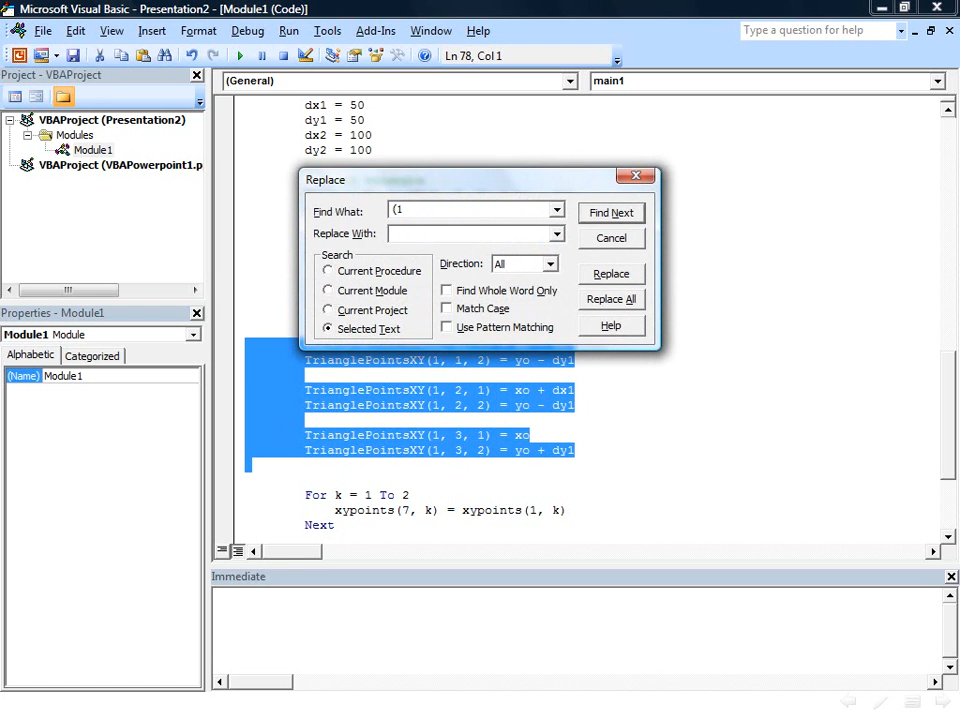 Microsoft Visual Basic - Presentation2 - [Module1 (Code)]
File Edit View Insert Format Debug Run Tools Add-Ins Window Help
Type a question for help
Ln 78, Col 1
Project - VBAProject
(General)
main1
VBAProject (Presentation2)
Modules
Module1
VBAProject (VBAPowerpoint1.p
dx1 = 50
dy1 = 50
dx2 = 100
dy2 = 100
Replace
Find What:
(1
Find Next
Replace With:
Cancel
Search
Current Procedure
Current Module
Current Project
Selected Text
Direction:
All
Find Whole Word Only
Match Case
Use Pattern Matching
Replace
Replace All
Help
Properties - Module1
Module1 Module
Alphabetic Categorized
(Name) Module1
TrianglePointsXY(1, 1, 2) = yo - dy1
TrianglePointsXY(1, 2, 1) = xo + dx1
TrianglePointsXY(1, 2, 2) = yo - dy1
TrianglePointsXY(1, 3, 1) = xo
TrianglePointsXY(1, 3, 2) = yo + dy1
For k = 1 To 2
xypoints(7, k) = xypoints(1, k)
Next
Immediate